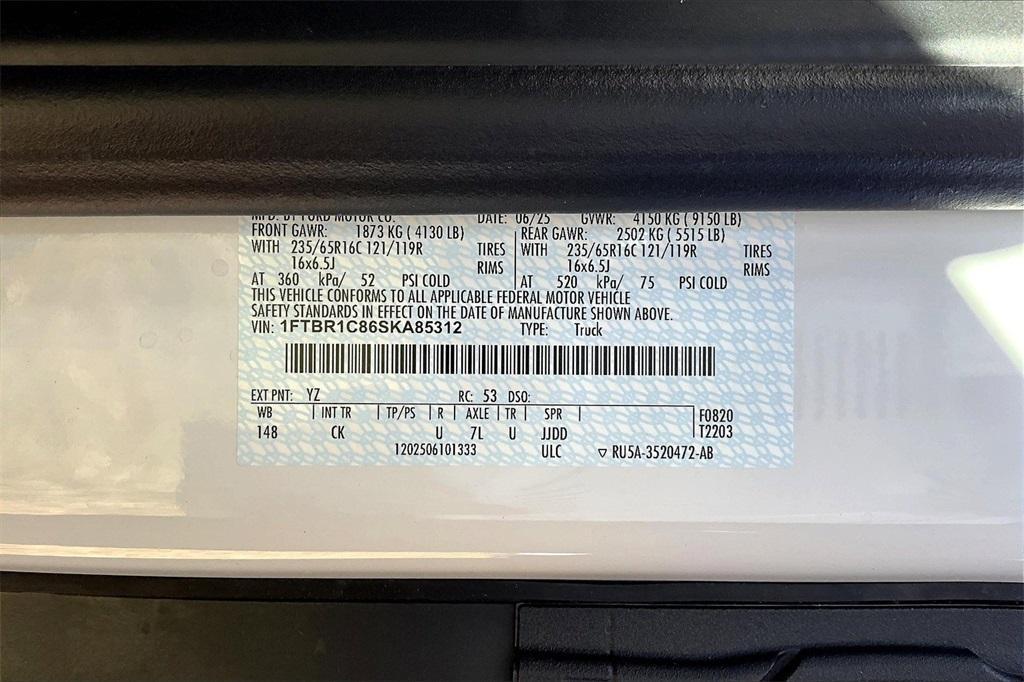 MFD. BY FORD MOTOR CO. DATE: 06/25 GVWR: 4150 KG ( 9150 LB)
FRONT GAWR: 1873 KG ( 4130 LB) REAR GAWR: 2502 KG ( 5515 LB)
WITH 235/65R16C 121/119R TIRES WITH 235/65R16C 121/119R TIRES
16x6.5J RIMS 16x6.5J RIMS
AT 360 kPa/ 52 PSI COLD AT 520 kPa/ 75 PSI COLD
THIS VEHICLE CONFORMS TO ALL APPLICABLE FEDERAL MOTOR VEHICLE
SAFETY STANDARDS IN EFFECT ON THE DATE OF MANUFACTURE SHOWN ABOVE.
VIN: 1FTBR1C86SKA85312 TYPE: Truck
EXT PNT: YZ RC: 53 DSO:
WB INT TR TP/PS R AXLE TR SPR F0820
148 CK U 7L U JJDD T2203
1202506101333 ULC ▽ RU5A-3520472-AB